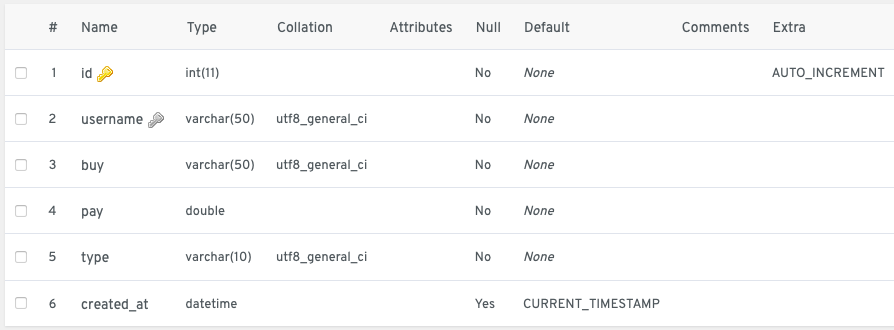 # Name Type Collation Attributes Null Default Comments Extra
1 id int(11) No None AUTO_INCREMENT
2 username varchar(50) utf8_general_ci No None
3 buy varchar(50) utf8_general_ci No None
4 pay double No None
5 type varchar(10) utf8_general_ci No None
6 created_at datetime Yes CURRENT_TIMESTAMP